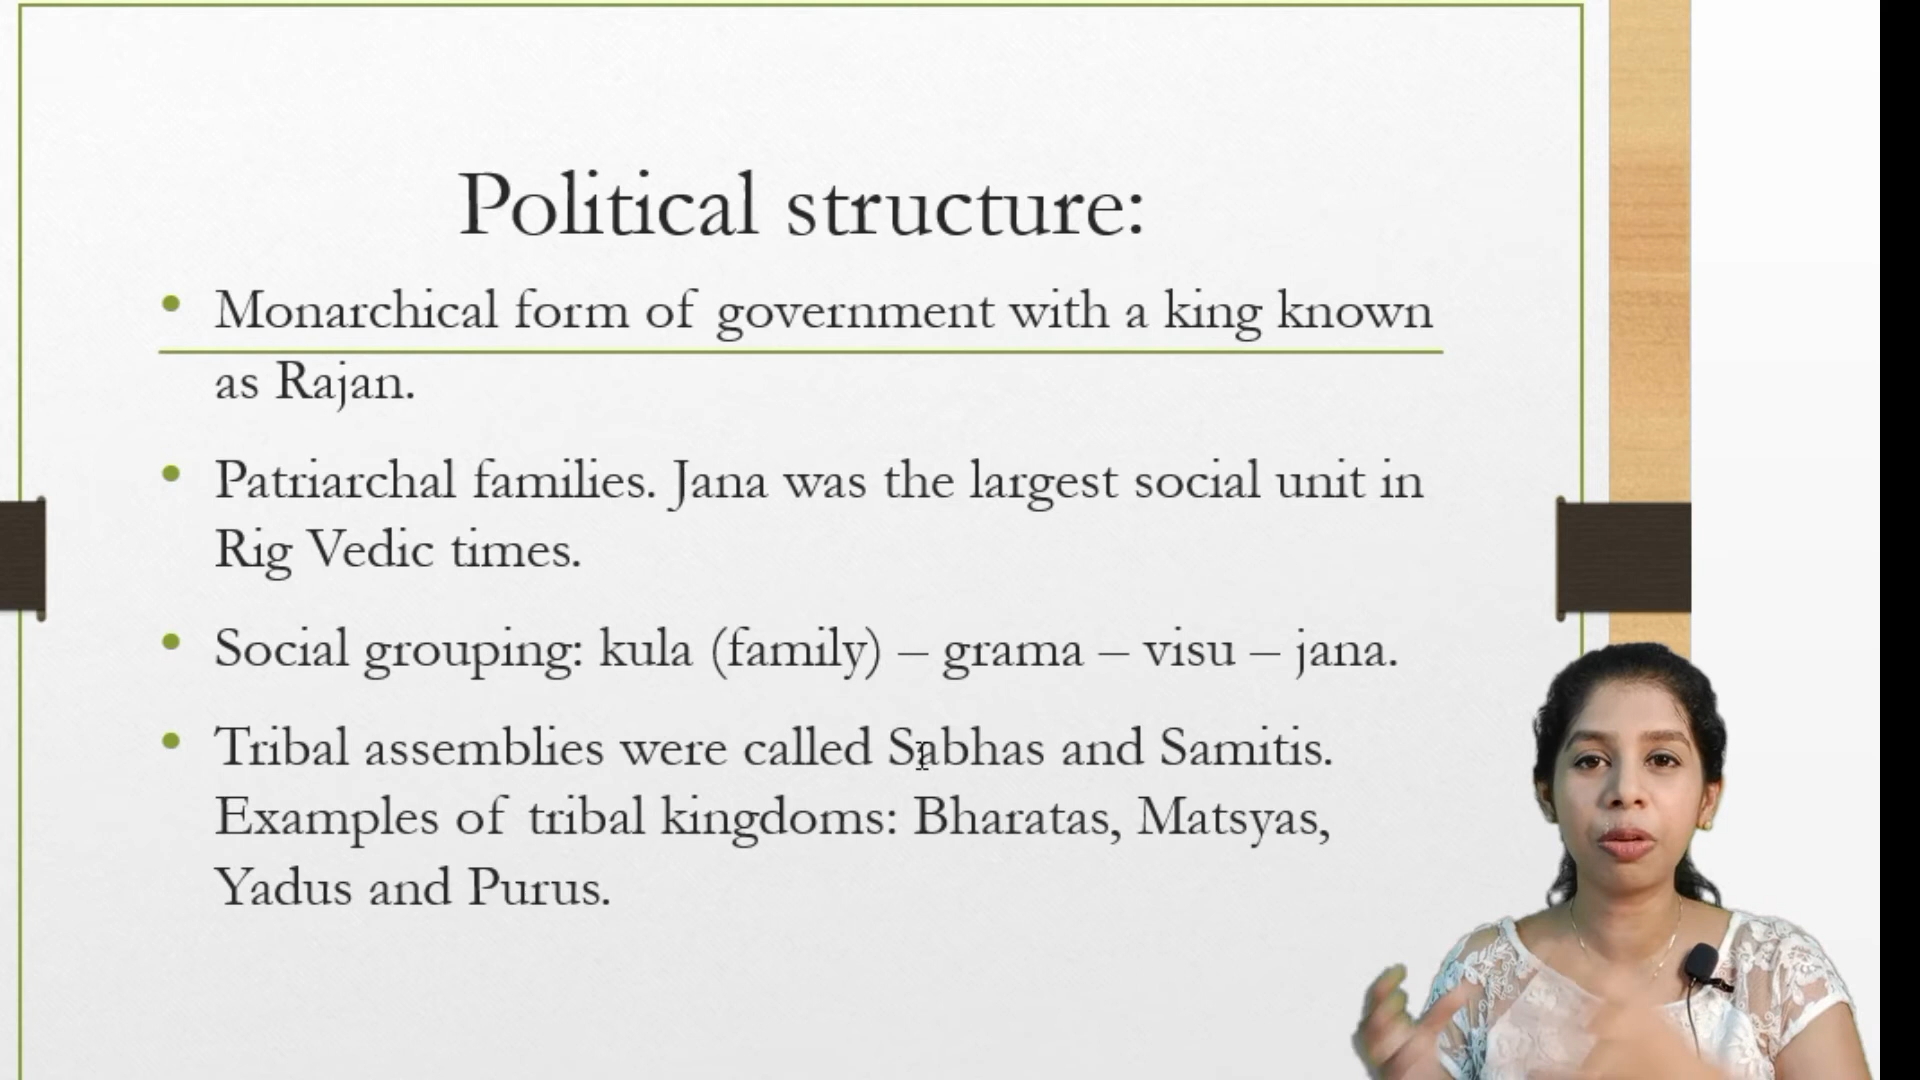 Political structure:
Monarchical form of government with a king known
as Rajan.
Patriarchal families. Jana was the largest social unit in
Rig Vedic times.
Social grouping: kula (family) – grama – visu – jana.
Tribal assemblies were called Sabhas and Samitis.
Examples of tribal kingdoms: Bharatas, Matsyas,
Yadus and Purus.